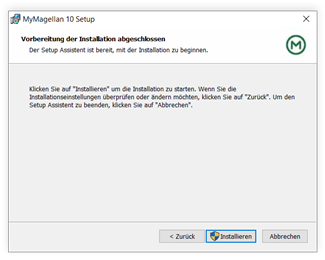 MyMagellan 10 Setup
Vorbereitung der Installation abgeschlossen
Der Setup Assistent ist bereit, mit der Installation zu beginnen.
M
Klicken Sie auf "Installieren" um die Installation zu starten. Wenn Sie die
Installationseinstellungen überprüfen oder ändern möchten, klicken Sie auf "Zurück". Um den
Setup Assistent zu beenden, klicken Sie auf "Abbrechen".
< Zurück
Installieren
Abbrechen